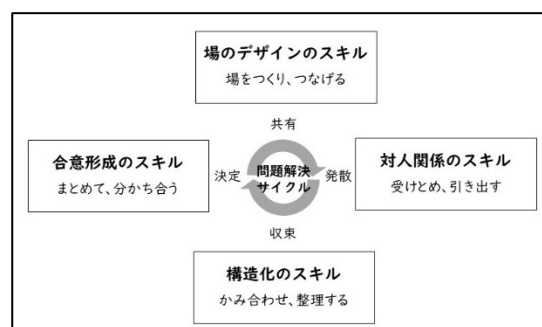 場のデザインのスキル
場をつくり、つなげる
共有
合意形成のスキル
まとめて、分かち合う
決定
問題解決
サイクル
発散
対人関係のスキル
受けとめ、引き出す
収束
構造化のスキル
かみ合わせ、整理する